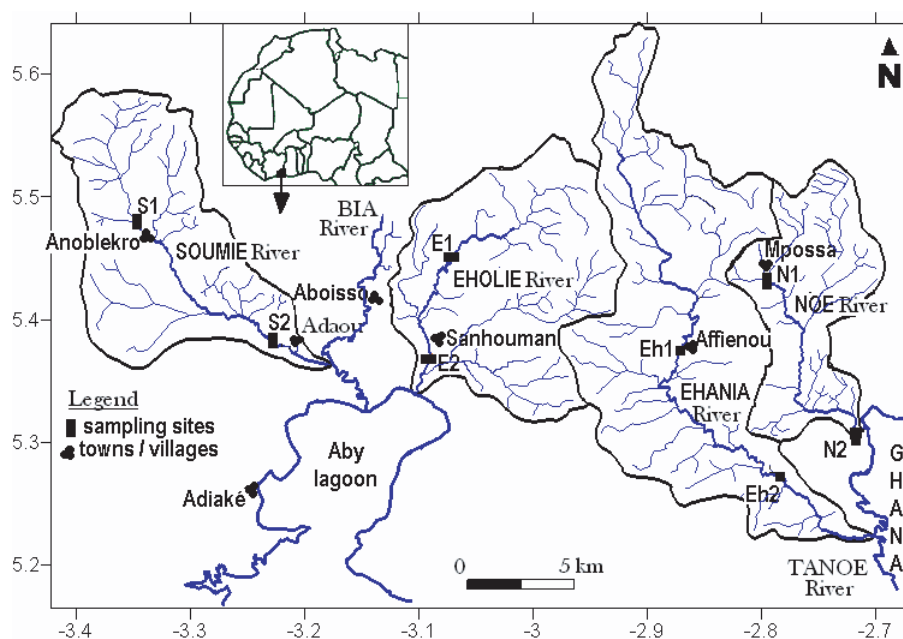 5.6
5.5
5.4
5.3
5.2
-3.4
-3.3
-3.2
-3.1
-3
-2.9
-2.8
-2.7
N
S1
Anoblekro
SOUMIE River
S2
Adaou
BIA
River
Aboisso
E1
EHOLIE River
Sanhouman
E2
Mpossa
N1
NOE River
Eh1
Affienou
EHANIA
River
N2
Eh2
GHANA
TANOE
River
Legend
sampling sites
towns / villages
Adiaké
Aby
lagoon
0 5 km